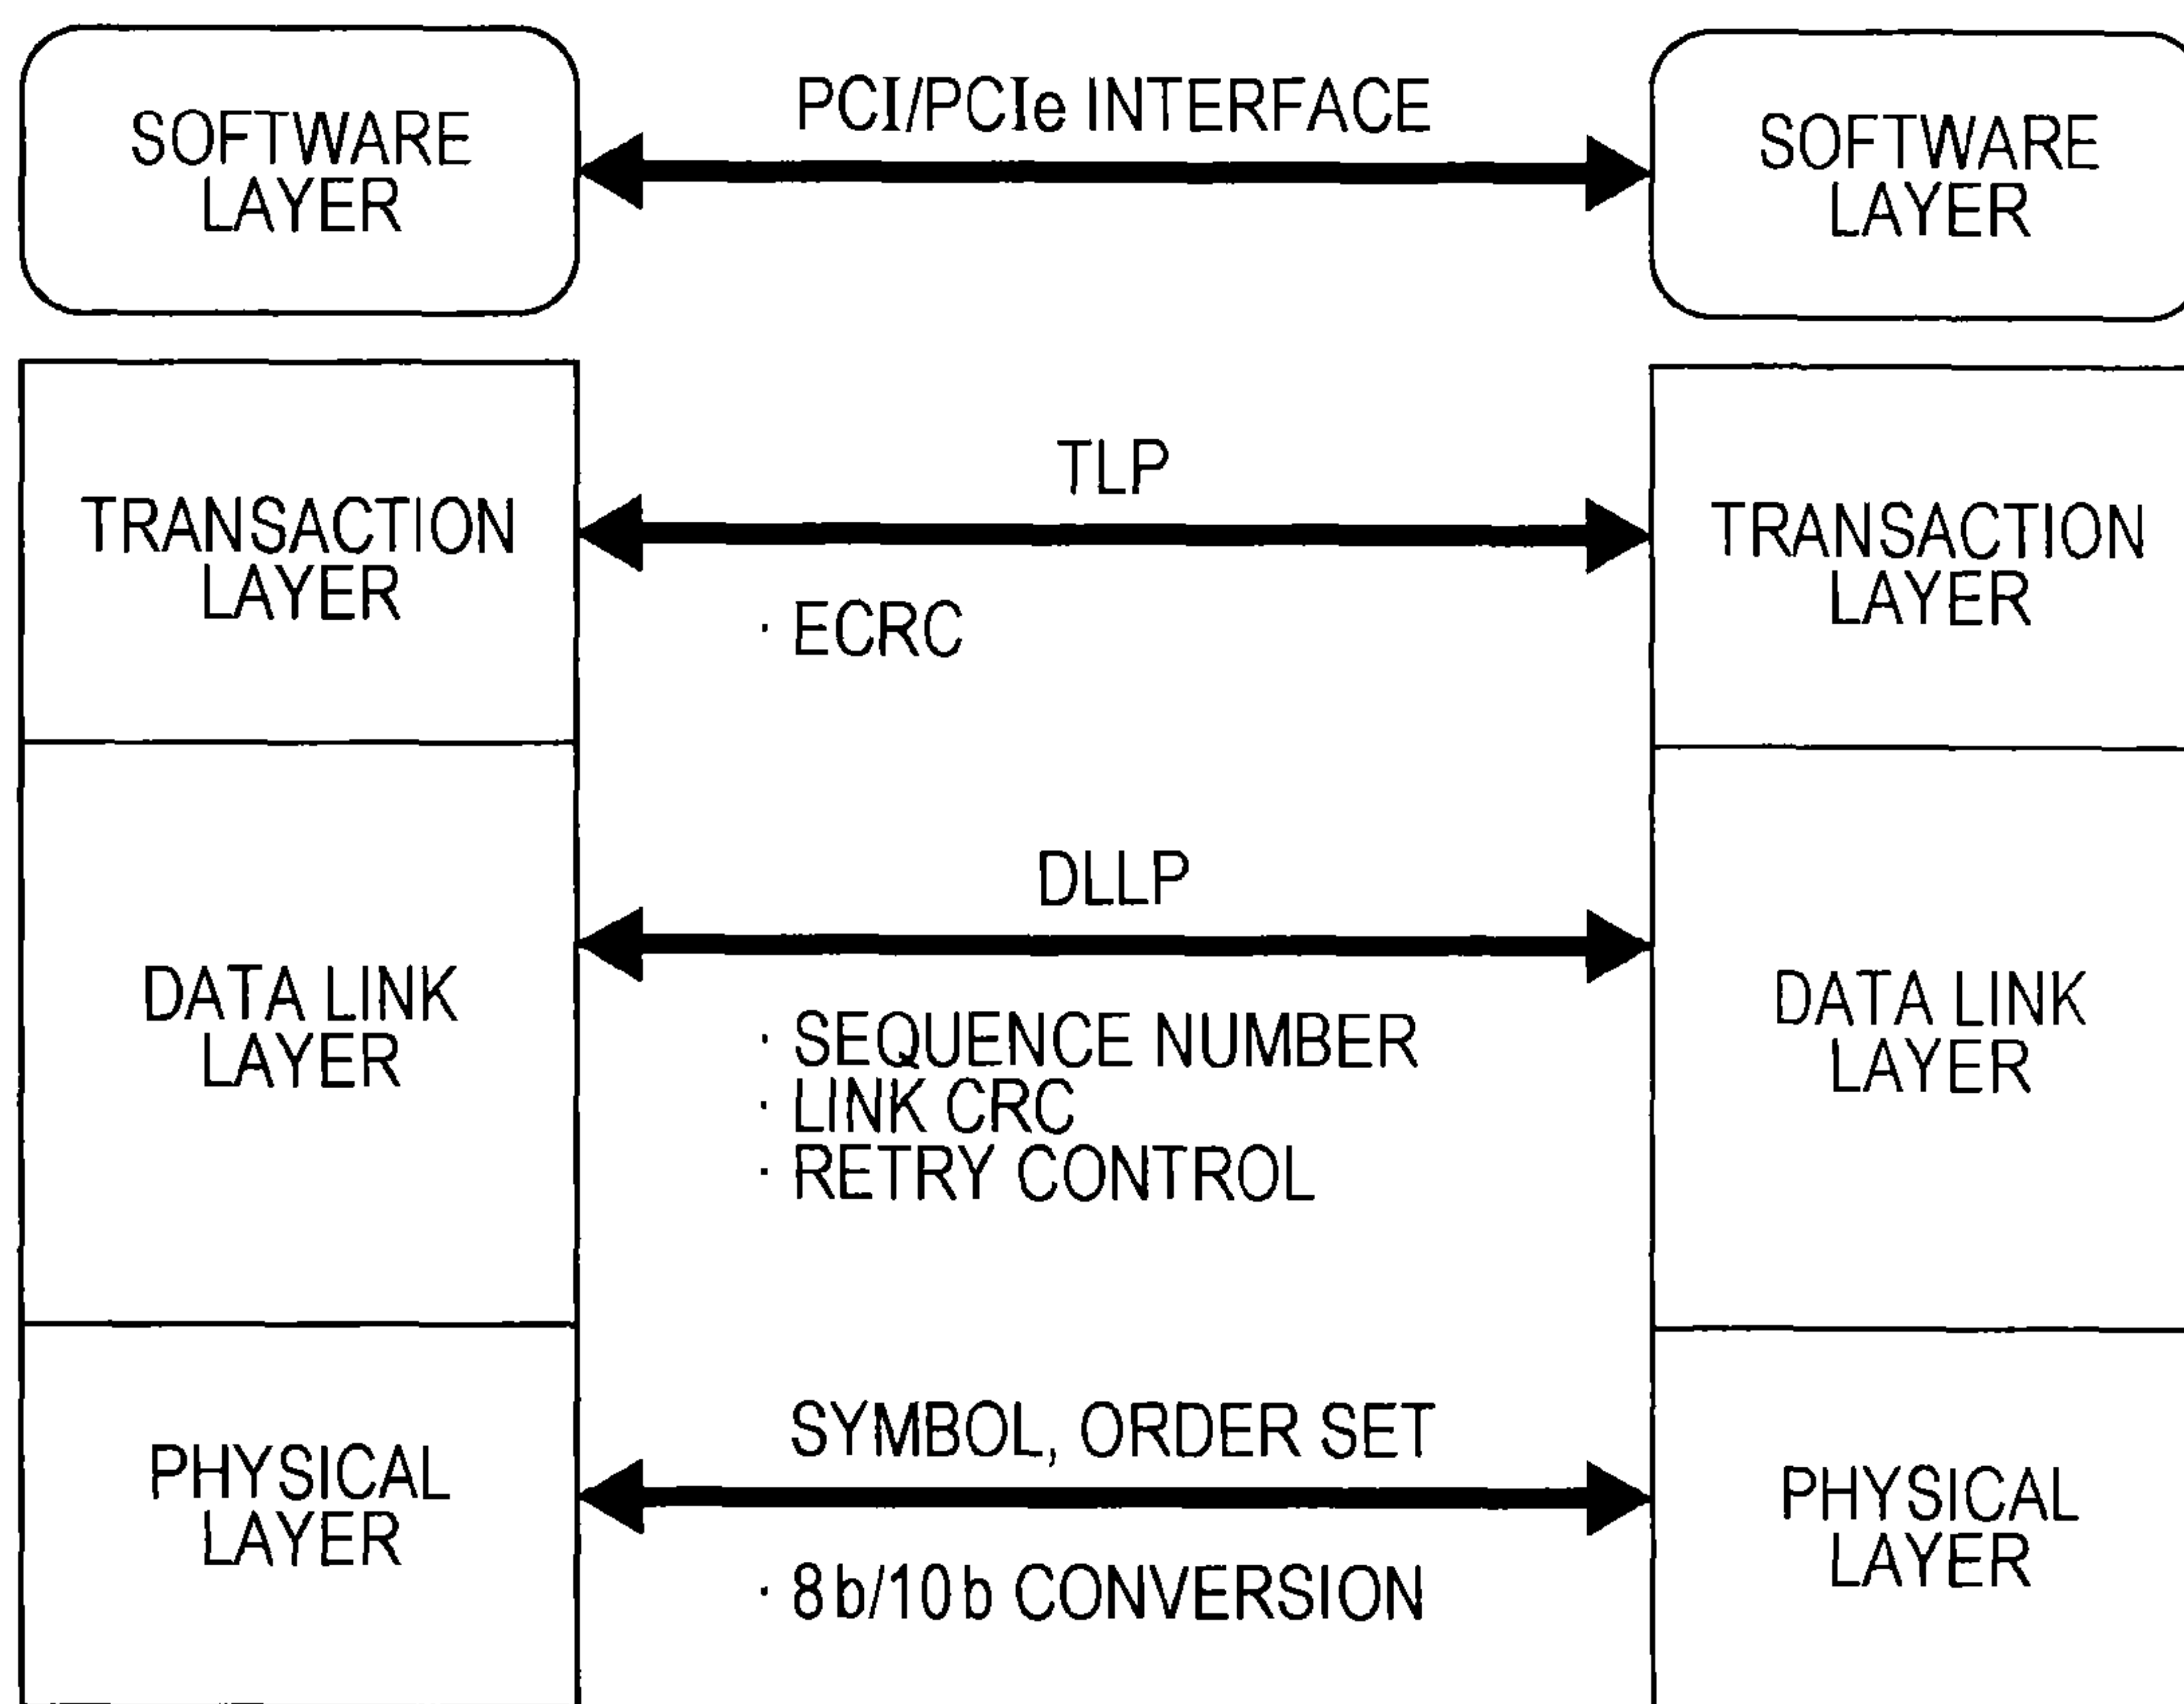 SOFTWARE
LAYER
PCI/PCIe INTERFACE
SOFTWARE
LAYER
TRANSACTION
LAYER
TLP
· ECRC
TRANSACTION
LAYER
DATA LINK
LAYER
DLLP
· SEQUENCE NUMBER
· LINK CRC
· RETRY CONTROL
DATA LINK
LAYER
PHYSICAL
LAYER
SYMBOL, ORDER SET
· 8b/10b CONVERSION
PHYSICAL
LAYER